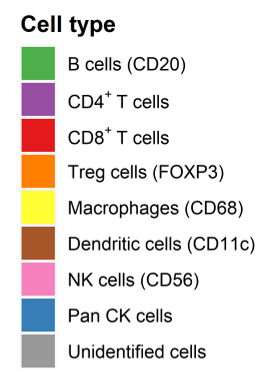 Cell type
B cells (CD20)
CD4+ T cells
CD8+ T cells
Treg cells (FOXP3)
Macrophages (CD68)
Dendritic cells (CD11c)
NK cells (CD56)
Pan CK cells
Unidentified cells